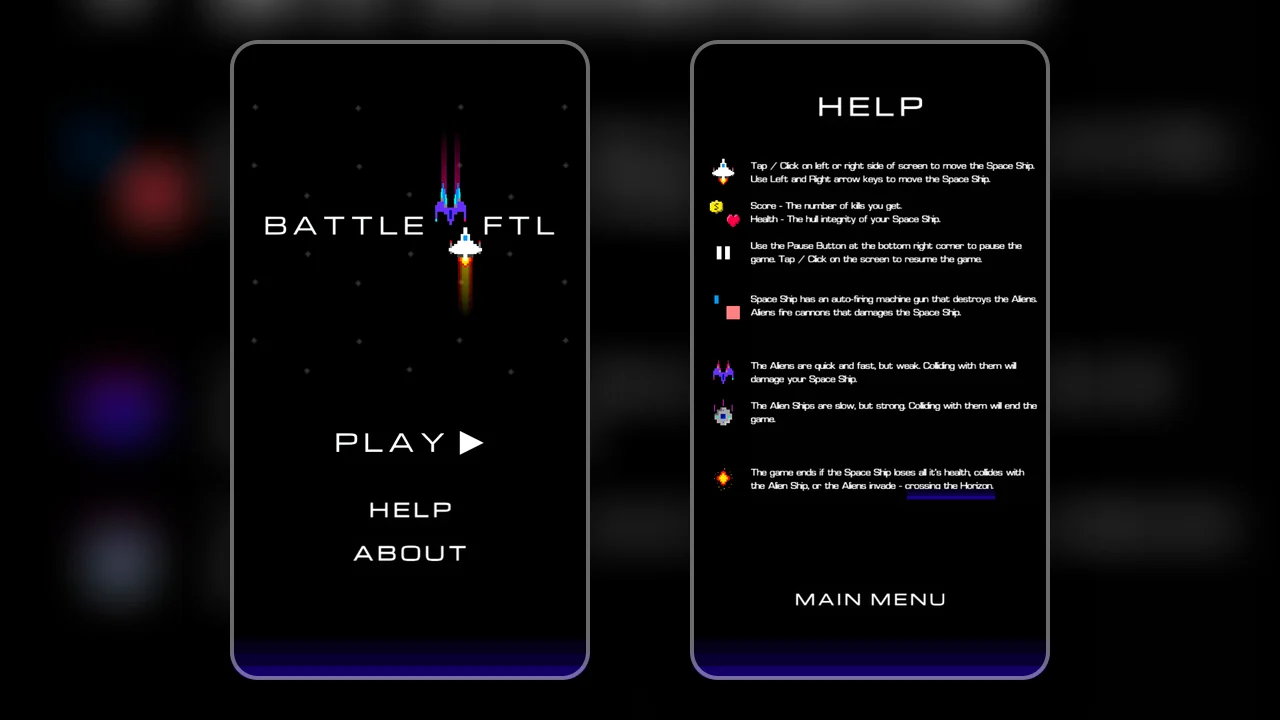 BATTLE FTL
PLAY
HELP
ABOUT
HELP
Tap / Click on left or right side of screen to move the Space Ship.
Use Left and Right arrow keys to move the Space Ship.
Score - The number of kills you get.
Health - The hull integrity of your Space Ship.
Use the Pause Button at the bottom right corner to pause the
game. Tap / Click on the screen to resume the game.
Space Ship has an auto-firing machine gun that destroys the Aliens.
Aliens fire cannons that damages the Space Ship.
The Aliens are quick and fast, but weak. Colliding with them will
damage your Space Ship.
The Alien Ships are slow, but strong. Colliding with them will end the
game.
The game ends if the Space Ship loses all it's health, collides with
the Alien Ship, or the Aliens invade - crossing the Horizon.
MAIN MENU